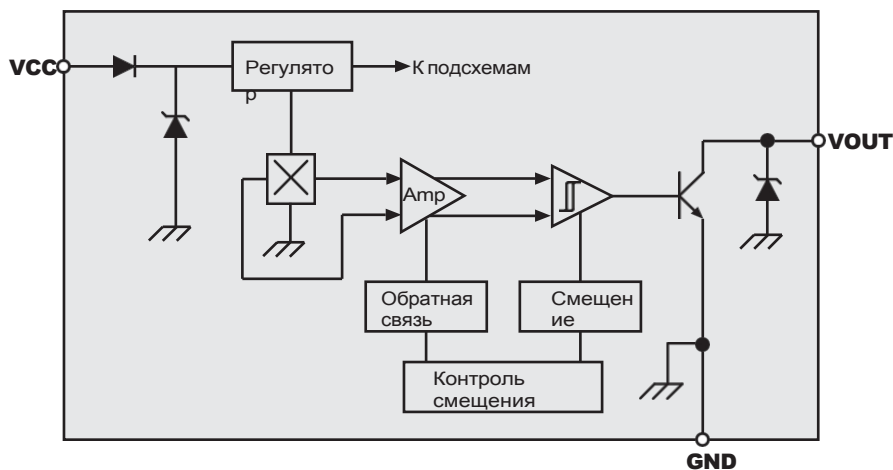 VCC
Регулято
р
К подсхемам
VOUT
Amp
Обратная
связь
Смещен
ие
Контроль
смещения
GND